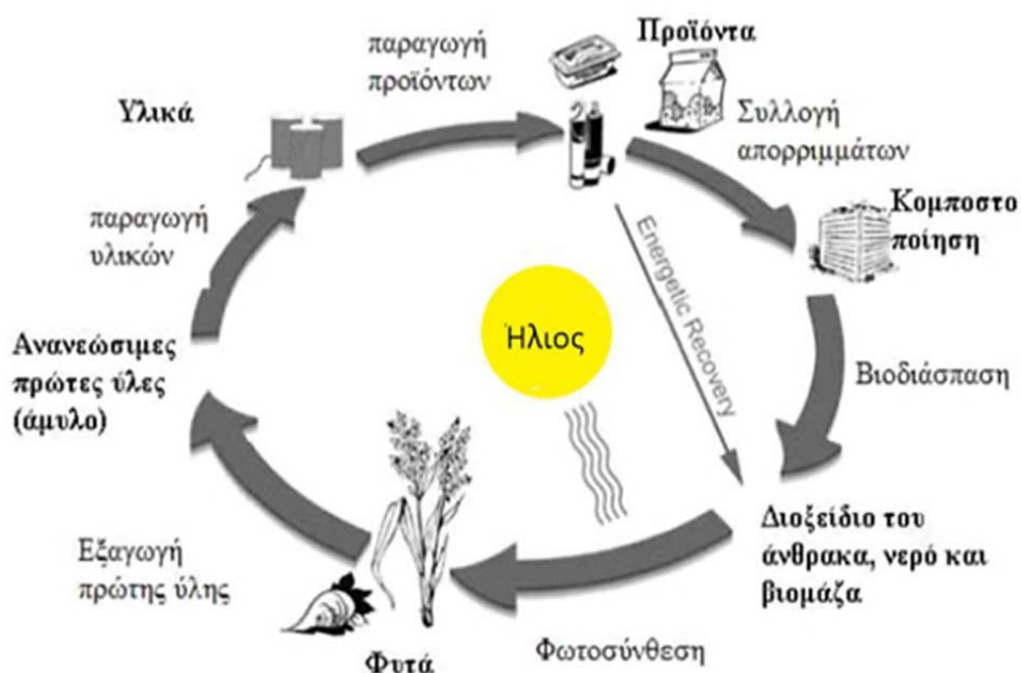 Προϊόντα
παραγωγή
προϊόντων
Υλικά
Συλλογή
απορριμμάτων
Κομποστο
ποίηση
παραγωγή
υλικών
Energetic Recovery
Ήλιος
Ανανεώσιμες
πρώτες ύλες
(άμυλο)
Βιοδιάσπαση
Διοξείδιο του
άνθρακα, νερό και
βιομάζα
Εξαγωγή
πρώτης ύλης
Φωτοσύνθεση
Φυτά